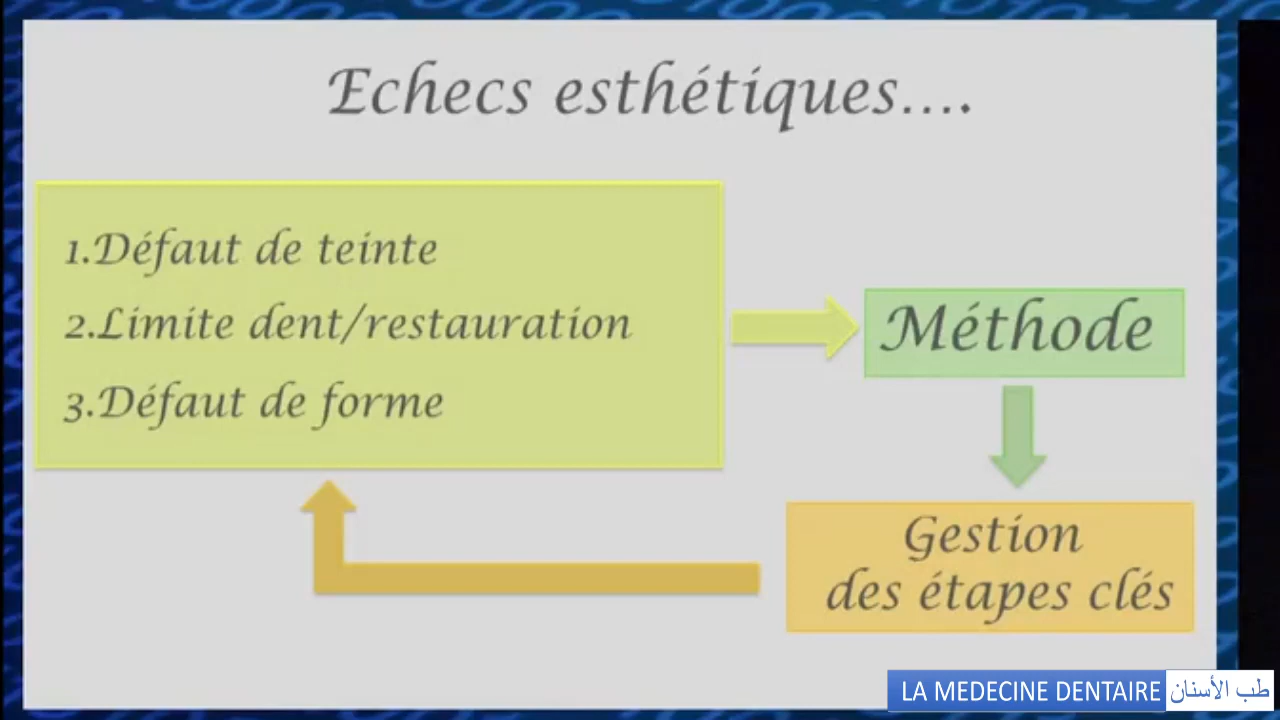 Echecs esthétiques….
1.Défaut de teinte
2.Limite dent/restauration
3.Défaut de forme
Méthode
Gestion
des étapes clés
LA MEDECINE DENTAIRE طب الأسنان